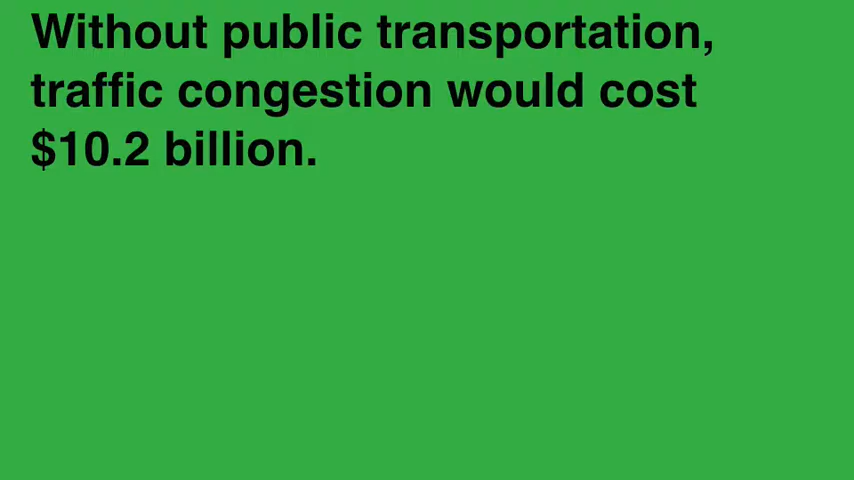 Without public transportation,
traffic congestion would cost
$10.2 billion.